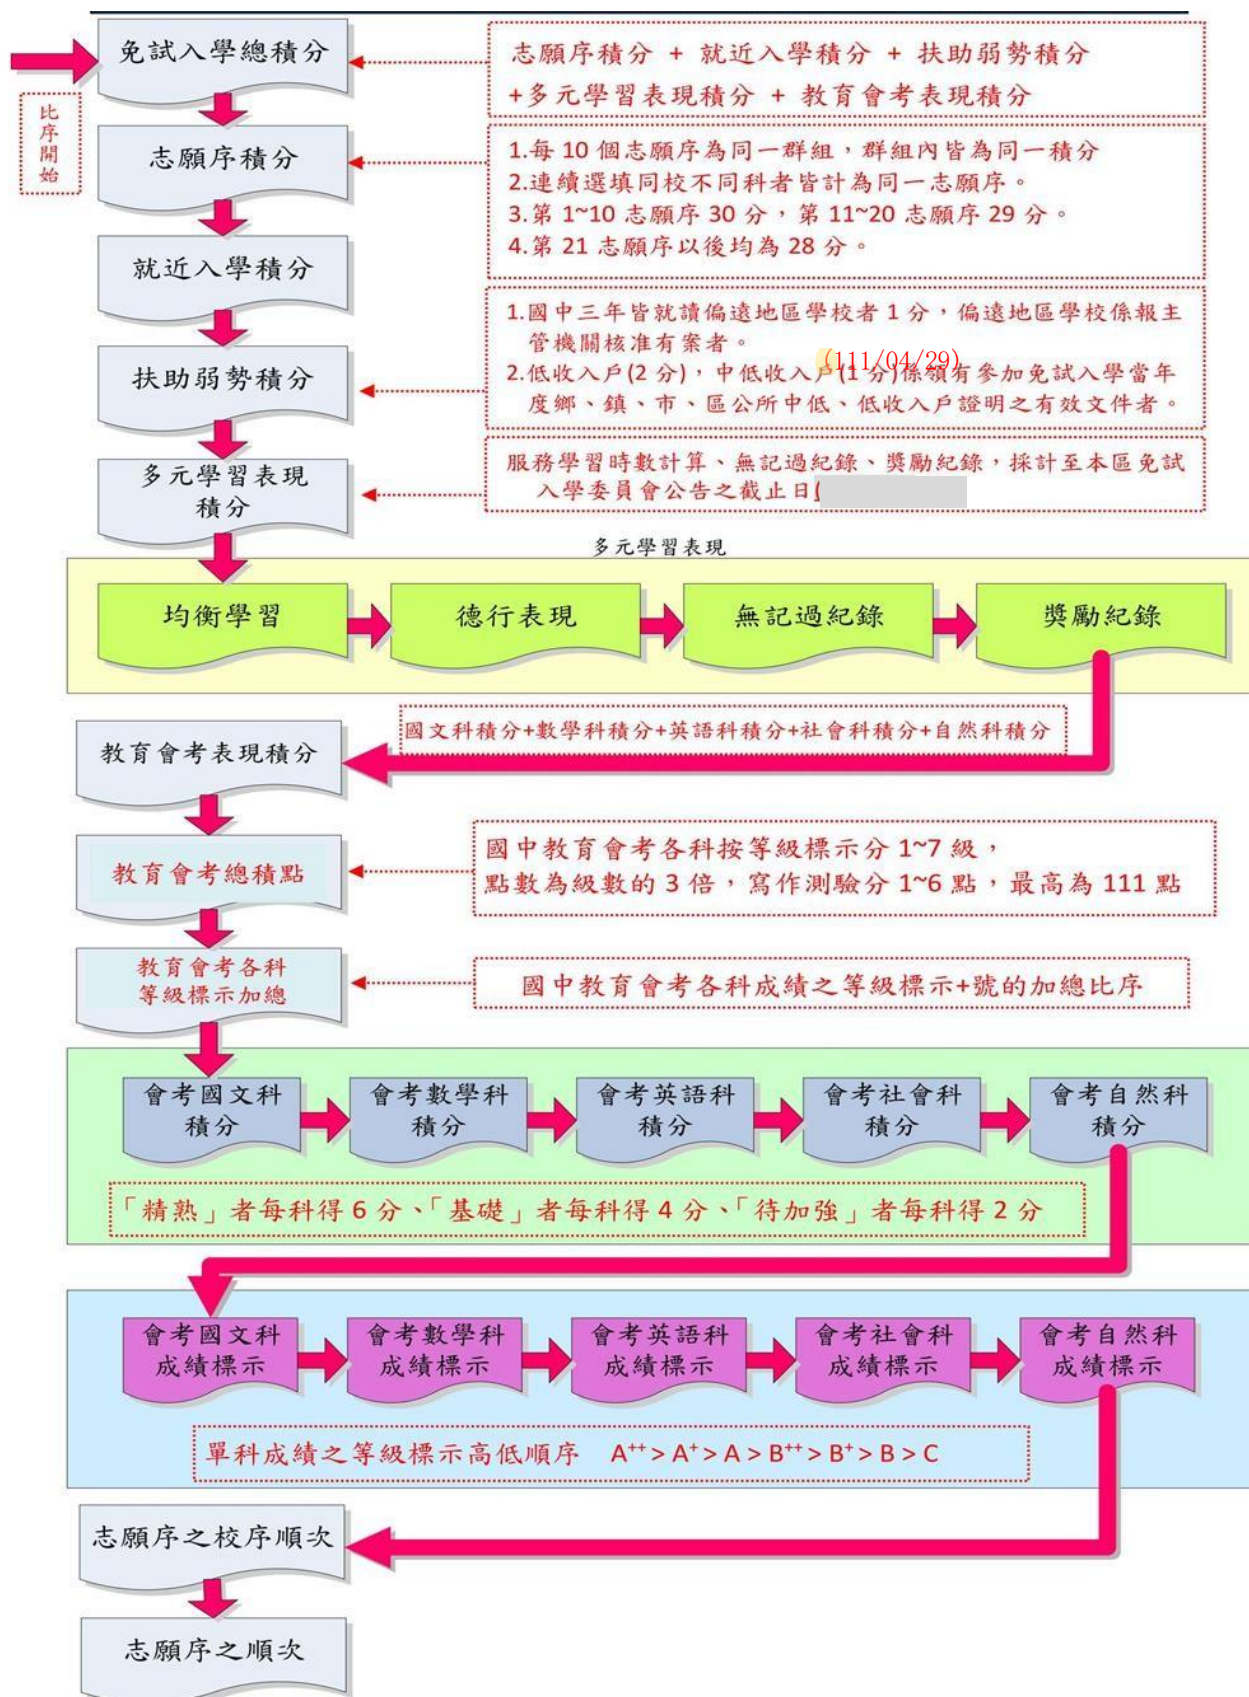 免試入學總積分
志願序積分 + 就近入學積分 + 扶助弱勢積分
+多元學習表現積分 + 教育會考表現積分
比序開始
志願序積分
1.每 10 個志願序為同一群組，群組內皆為同一積分
2.連續選填同校不同科者皆計為同一志願序。
3.第 1~10 志願序 30 分，第 11~20 志願序 29 分。
4.第 21 志願序以後均為 28 分。
就近入學積分
扶助弱勢積分
1.國中三年皆就讀偏遠地區學校者 1 分，偏遠地區學校係報主
管機關核准有案者。
(111/04/29)
2.低收入戶(2 分)，中低收入戶(1 分)係領有參加免試入學當年
度鄉、鎮、市、區公所中低、低收入戶證明之有效文件者。
多元學習表現
積分
服務學習時數計算、無記過紀錄、獎勵紀錄，採計至本區免試
入學委員會公告之截止日(
多元學習表現
均衡學習
德行表現
無記過紀錄
獎勵紀錄
國文科積分+數學科積分+英語科積分+社會科積分+自然科積分
教育會考表現積分
教育會考總積點
國中教育會考各科按等級標示分 1~7 級，
點數為級數的 3 倍，寫作測驗分 1~6 點，最高為 111 點
教育會考各科
等級標示加總
國中教育會考各科成績之等級標示+號的加總比序
會考國文科
積分
會考數學科
積分
會考英語科
積分
會考社會科
積分
會考自然科
積分
「精熟」者每科得 6 分、「基礎」者每科得 4 分、「待加強」者每科得 2 分
會考國文科
成績標示
會考數學科
成績標示
會考英語科
成績標示
會考社會科
成績標示
會考自然科
成績標示
單科成績之等級標示高低順序 A⁺⁺ > A⁺ > A > B⁺⁺ > B⁺ > B > C
志願序之校序順次
志願序之順次